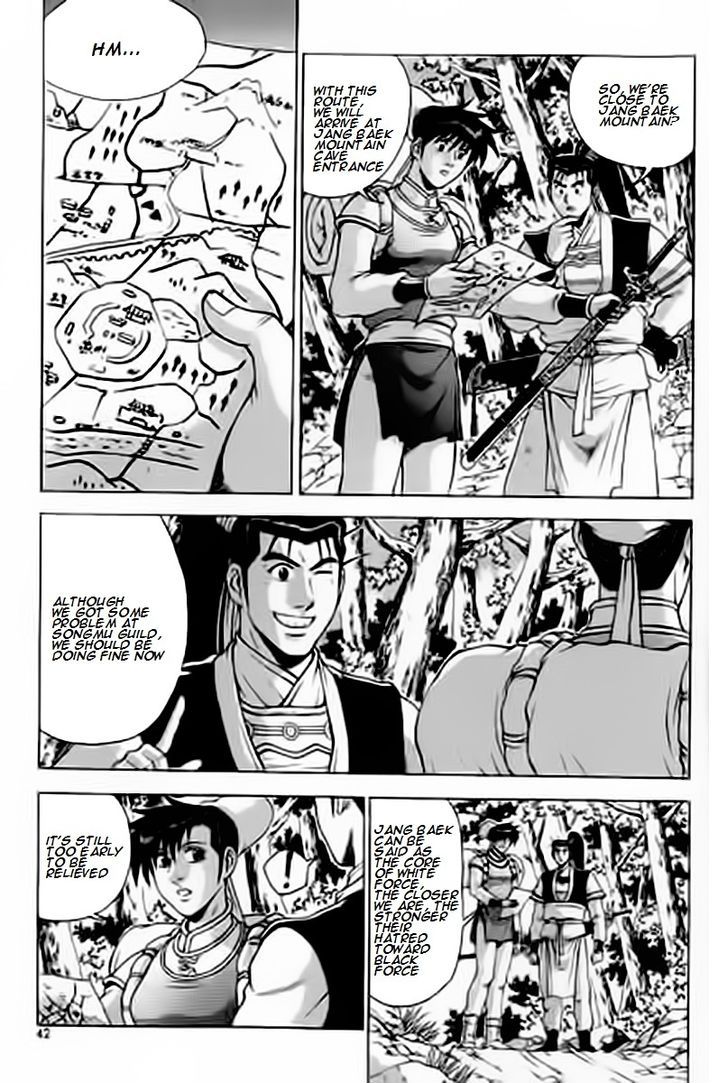 HM...
WITH THIS
ROUTE,
WE WILL
ARRIVE AT
JANG BAEK
MOUNTAIN
CAVE
ENTRANCE
SO, WE'RE
CLOSE TO
JANG BAEK
MOUNTAIN?
ALTHOUGH
WE GOT SOME
PROBLEM AT
SONGMU GUILD,
WE SHOULD BE
DOING FINE NOW
IT'S STILL
TOO EARLY
TO BE
RELIEVED
!
JANG BAEK
CAN BE
SAID AS
THE CORE
OF WHITE
FORCE,
THE CLOSER
WE ARE, THE
STRONGER
THEIR
HATRED
TOWARD
BLACK
FORCE
42